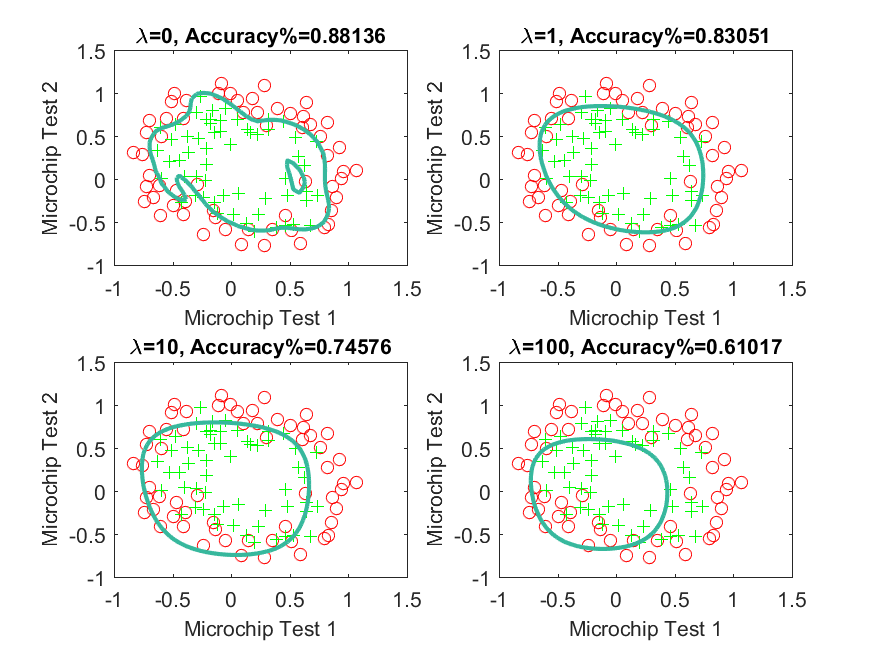 λ=0, Accuracy%=0.88136
λ=1, Accuracy%=0.83051
1.5
1
0.5
0
-0.5
-1
Microchip Test 2
-1 -0.5 0 0.5 1 1.5
Microchip Test 1
1.5
1
0.5
0
-0.5
-1
Microchip Test 2
-1 -0.5 0 0.5 1 1.5
Microchip Test 1
λ=10, Accuracy%=0.74576
λ=100, Accuracy%=0.61017
1.5
1
0.5
0
-0.5
-1
Microchip Test 2
-1 -0.5 0 0.5 1 1.5
Microchip Test 1
1.5
1
0.5
0
-0.5
-1
Microchip Test 2
-1 -0.5 0 0.5 1 1.5
Microchip Test 1